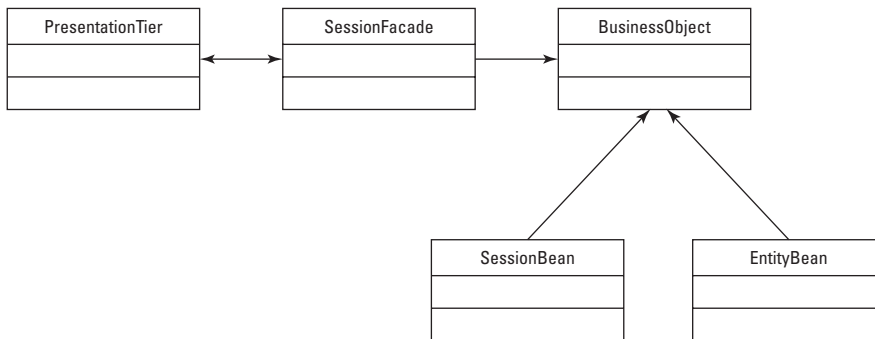 PresentationTier
SessionFacade
BusinessObject
SessionBean
EntityBean